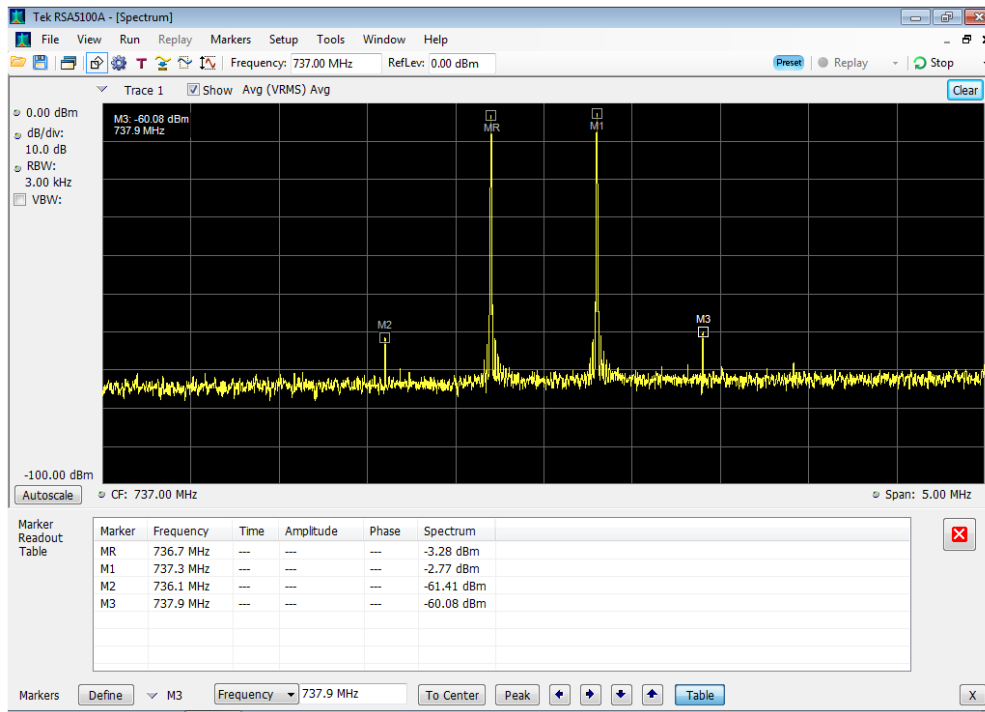 Tek RSA5100A - [Spectrum]
File View Run Replay Markers Setup Tools Window Help
T Frequency: 737.00 MHz RefLev: 0.00 dBm Preset Replay Stop
Trace 1 Show Avg (VRMS) Avg Clear
0.00 dBm
dB/div:
10.0 dB
RBW:
3.00 kHz
VBW:
M3: -60.08 dBm
737.9 MHz
MR
M1
M2
M3
-100.00 dBm
Autoscale CF: 737.00 MHz Span: 5.00 MHz
Marker
Readout
Table
Marker Frequency Time Amplitude Phase Spectrum
MR 736.7 MHz --- --- --- -3.28 dBm
M1 737.3 MHz --- --- --- -2.77 dBm
M2 736.1 MHz --- --- --- -61.41 dBm
M3 737.9 MHz --- --- --- -60.08 dBm
Markers Define M3 Frequency 737.9 MHz To Center Peak Table X